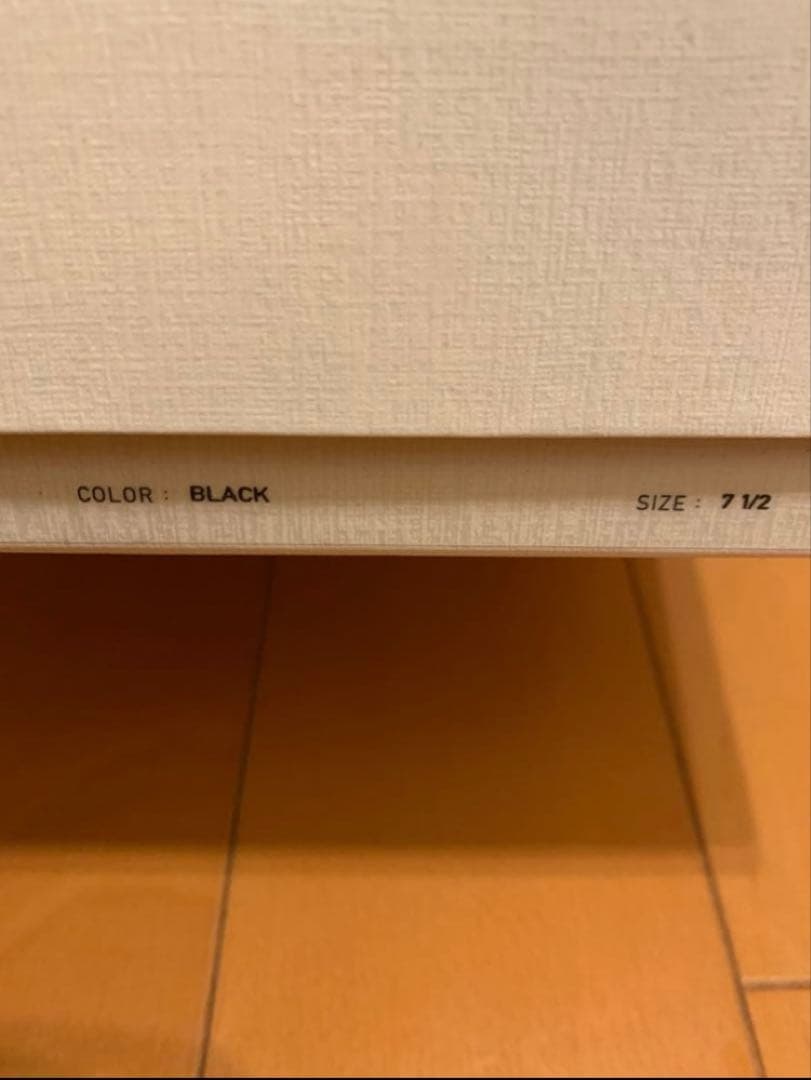 COLOR : BLACK
SIZE : 7 1/2